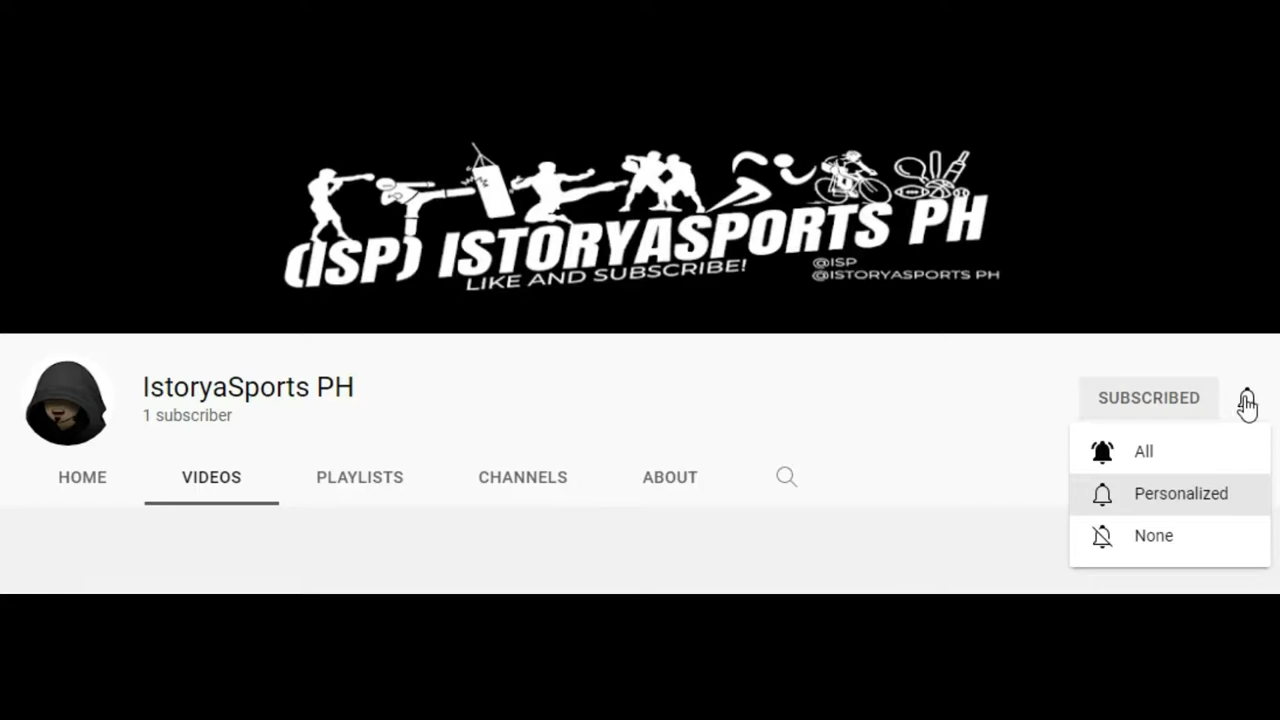 (ISP) ISTORYASPORTS PH
LIKE AND SUBSCRIBE!
@ISP
@ISTORYASPORTS PH
IstoryaSports PH
1 subscriber
SUBSCRIBED
HOME
VIDEOS
PLAYLISTS
CHANNELS
ABOUT
All
Personalized
None